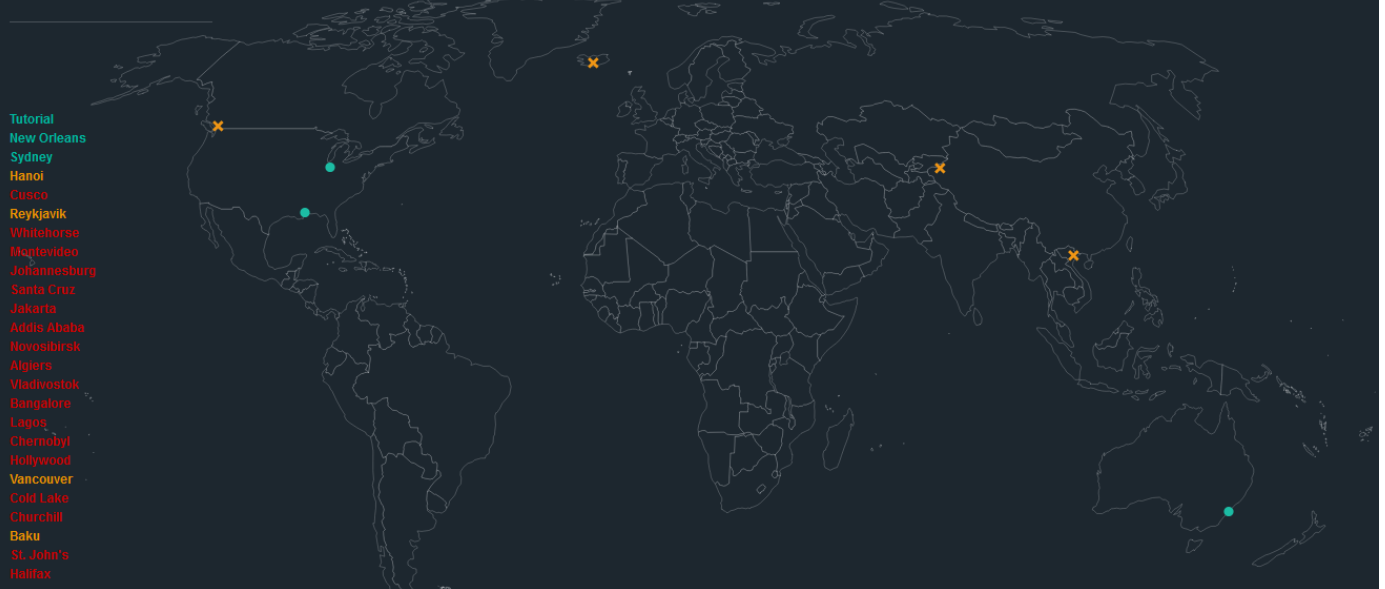 Tutorial
New Orleans
Sydney
Hanoi
Cusco
Reykjavik
Whitehorse
Montevideo
Johannesburg
Santa Cruz
Jakarta
Addis Ababa
Novosibirsk
Algiers
Vladivostok
Bangalore
Lagos
Chernobyl
Hollywood
Vancouver
Cold Lake
Churchill
Baku
St. John's
Halifax